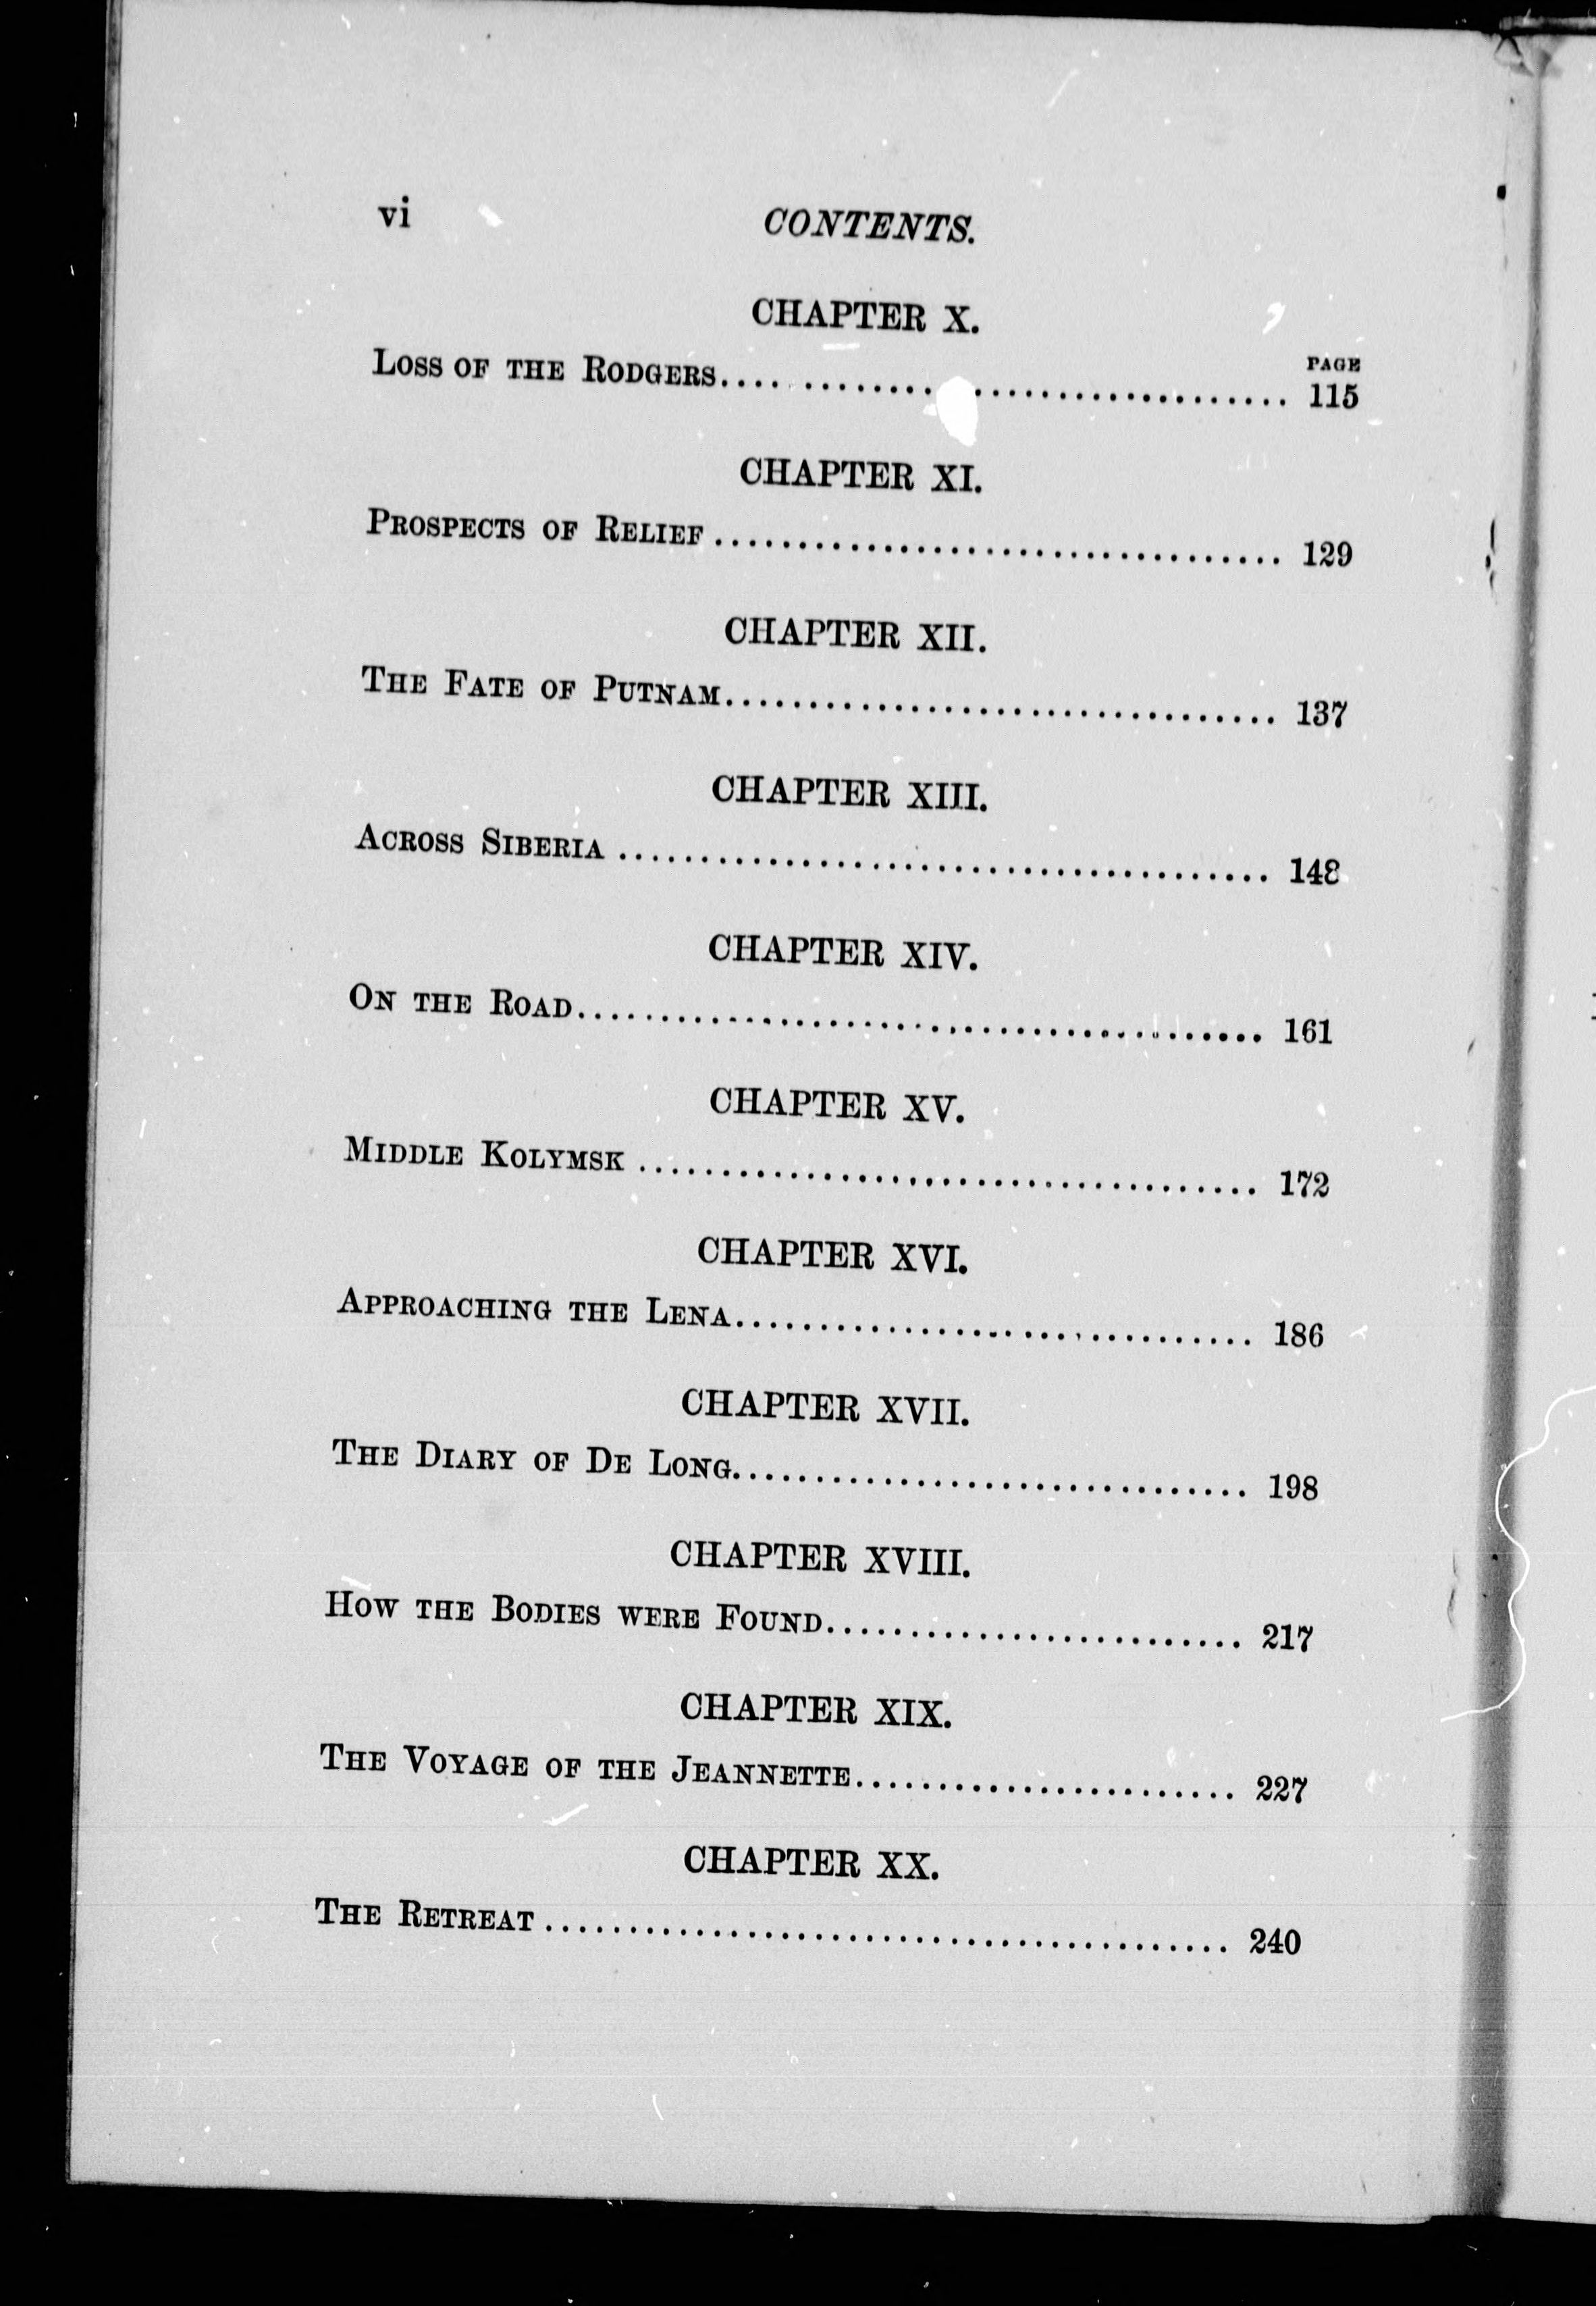 vi CONTENTS.
CHAPTER X.
PAGE
LOSS OF THE RODGERS........................................ 115
CHAPTER XI.
PROSPECTS OF RELIEF .................................. 129
CHAPTER XII.
THE FATE OF PUTNAM................................. 137
CHAPTER XIII.
ACROSS SIBERIA ....................................... 148
CHAPTER XIV.
ON THE ROAD......................................... 161
CHAPTER XV.
MIDDLE KOLYMSK ..................................... 172
CHAPTER XVI.
APPROACHING THE LENA............................... 186
CHAPTER XVII.
THE DIARY OF DE LONG............................... 198
CHAPTER XVIII.
HOW THE BODIES WERE FOUND......................... 217
CHAPTER XIX.
THE VOYAGE OF THE JEANNETTE....................... 227
CHAPTER XX.
THE RETREAT ......................................... 240